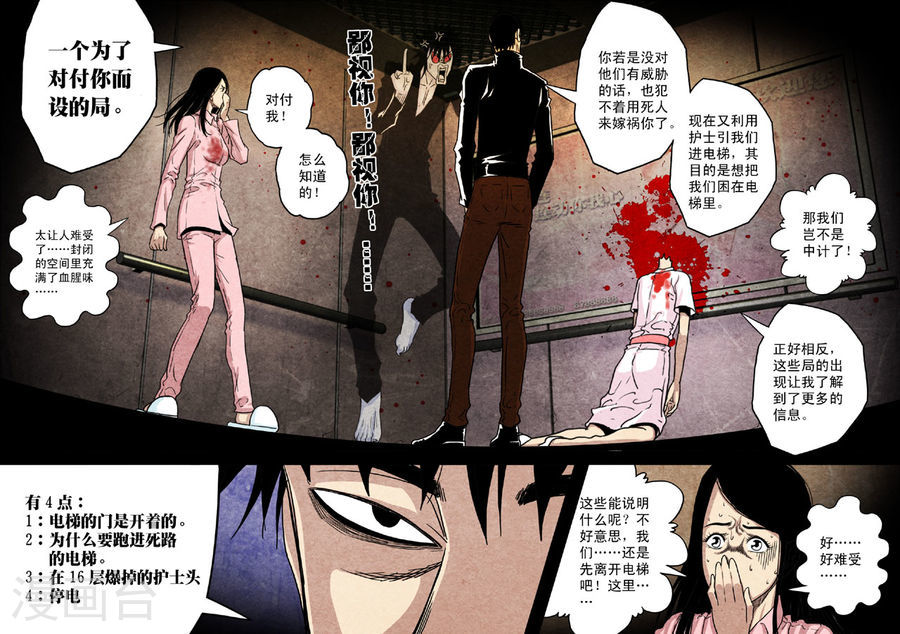 一个为了
对付你而
设的局。
对付
我！
怎么
知道
的！
太让人难受
了……封闭
的空间里充
满了血腥味
……
鄙视你！鄙视你！……
你若是没对
他们有威胁
的话，也犯
不着用死人
来嫁祸你了。
现在又利用
护士引我们
进电梯，其
目的是想把
我们困在电
梯里。
那我们
岂不是
中计了！
正好相反，
这些局的出
现让我了解
到了更多的
信息。
有4点：
1：电梯的门是开着的。
2：为什么要跑进死路
的电梯。
3：在16层爆掉的护士头
4：停电
这些能说明
什么呢？不
好意思，我
们……还是
先离开电梯
吧！这里…
…
好……
好难受
……
漫画台